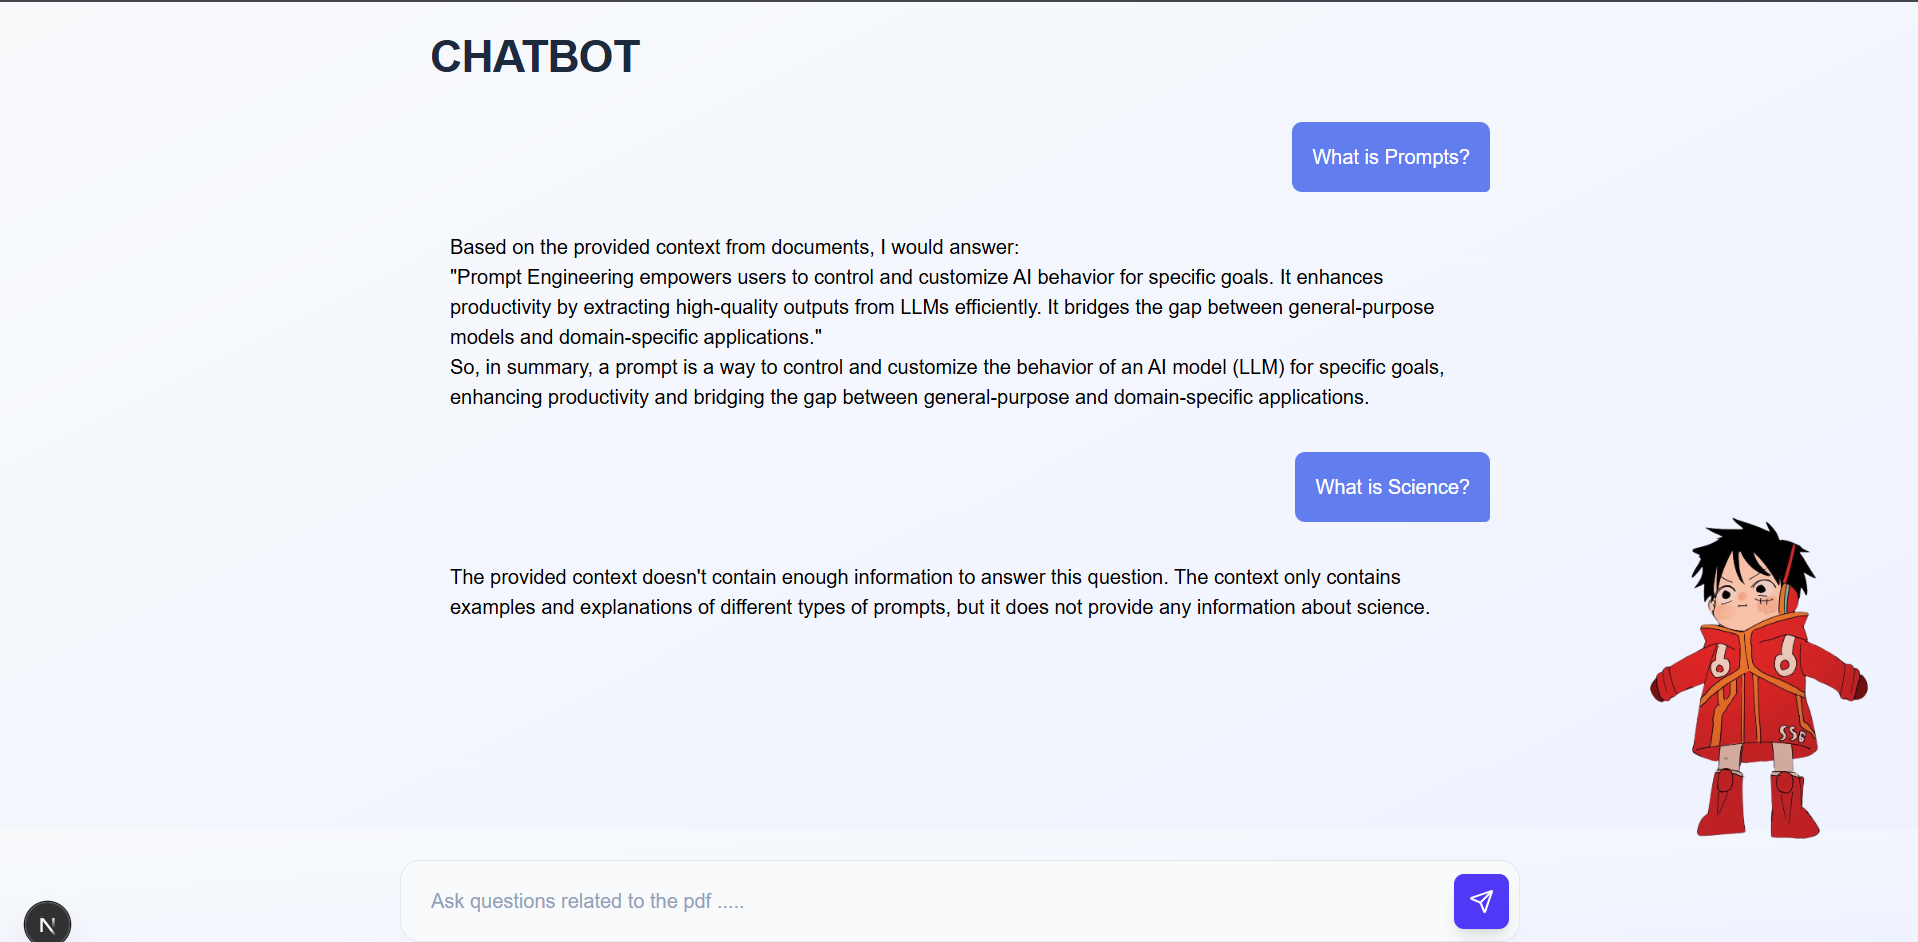 CHATBOT
What is Prompts?
Based on the provided context from documents, I would answer:
"Prompt Engineering empowers users to control and customize AI behavior for specific goals. It enhances
productivity by extracting high-quality outputs from LLMs efficiently. It bridges the gap between general-purpose
models and domain-specific applications."
So, in summary, a prompt is a way to control and customize the behavior of an AI model (LLM) for specific goals,
enhancing productivity and bridging the gap between general-purpose and domain-specific applications.
What is Science?
The provided context doesn't contain enough information to answer this question. The context only contains
examples and explanations of different types of prompts, but it does not provide any information about science.
SSG
Ask questions related to the pdf .....
N